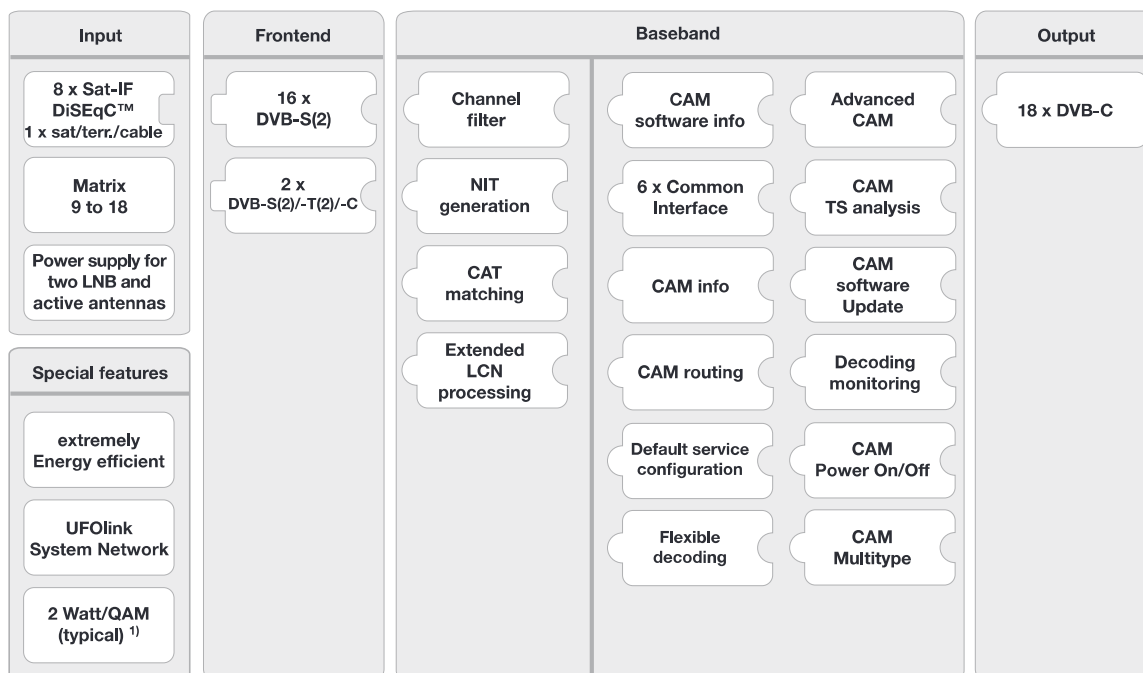 Input
8 x Sat-IF
DiSEqC™
1 x sat/terr./cable
Matrix
9 to 18
Power supply for
two LNB and
active antennas
Special features
extremely
Energy efficient
UFOlink
System Network
2 Watt/QAM
(typical) 1)
Frontend
16 x
DVB-S(2)
2 x
DVB-S(2)/-T(2)/-C
Baseband
Channel
filter
NIT
generation
CAT
matching
Extended
LCN
processing
CAM
software info
6 x Common
Interface
CAM info
CAM routing
Default service
configuration
Flexible
decoding
Advanced
CAM
CAM
TS analysis
CAM
software
Update
Decoding
monitoring
CAM
Power On/Off
CAM
Multitype
Output
18 x DVB-C